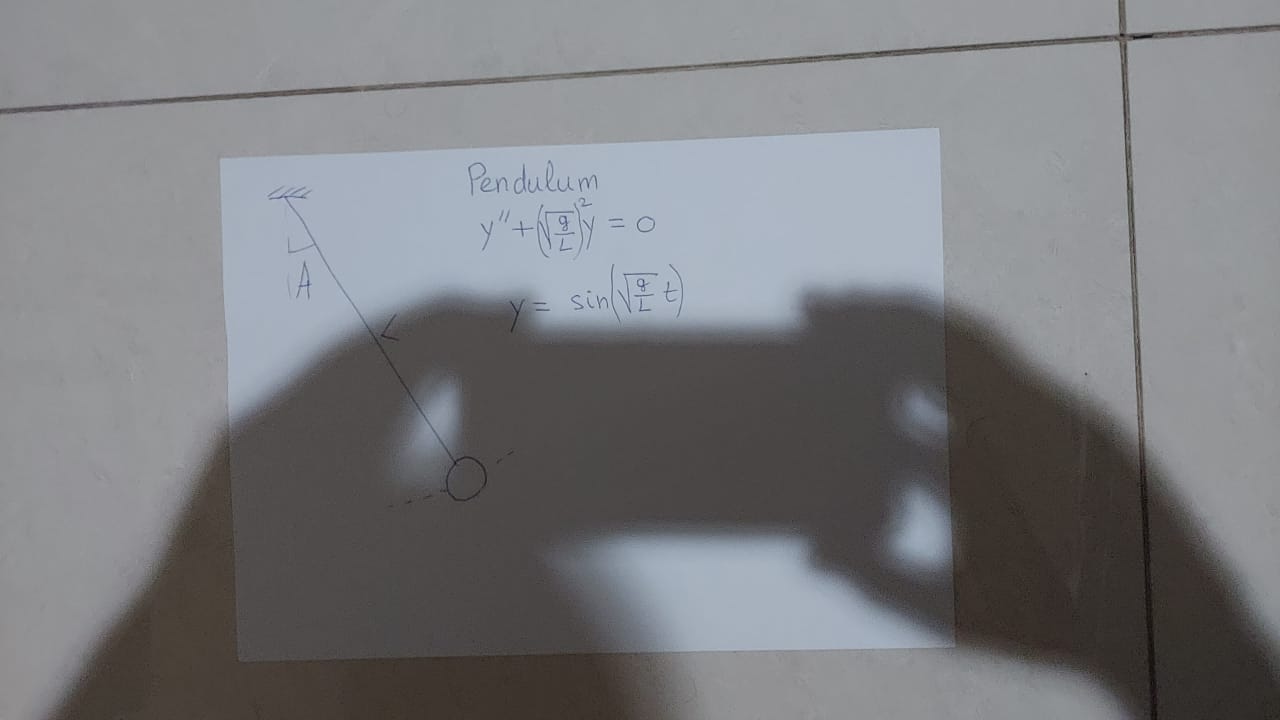 Pendulum
y'' + (√(g/L))² y = 0
A
y = sin(√(g/L) t)